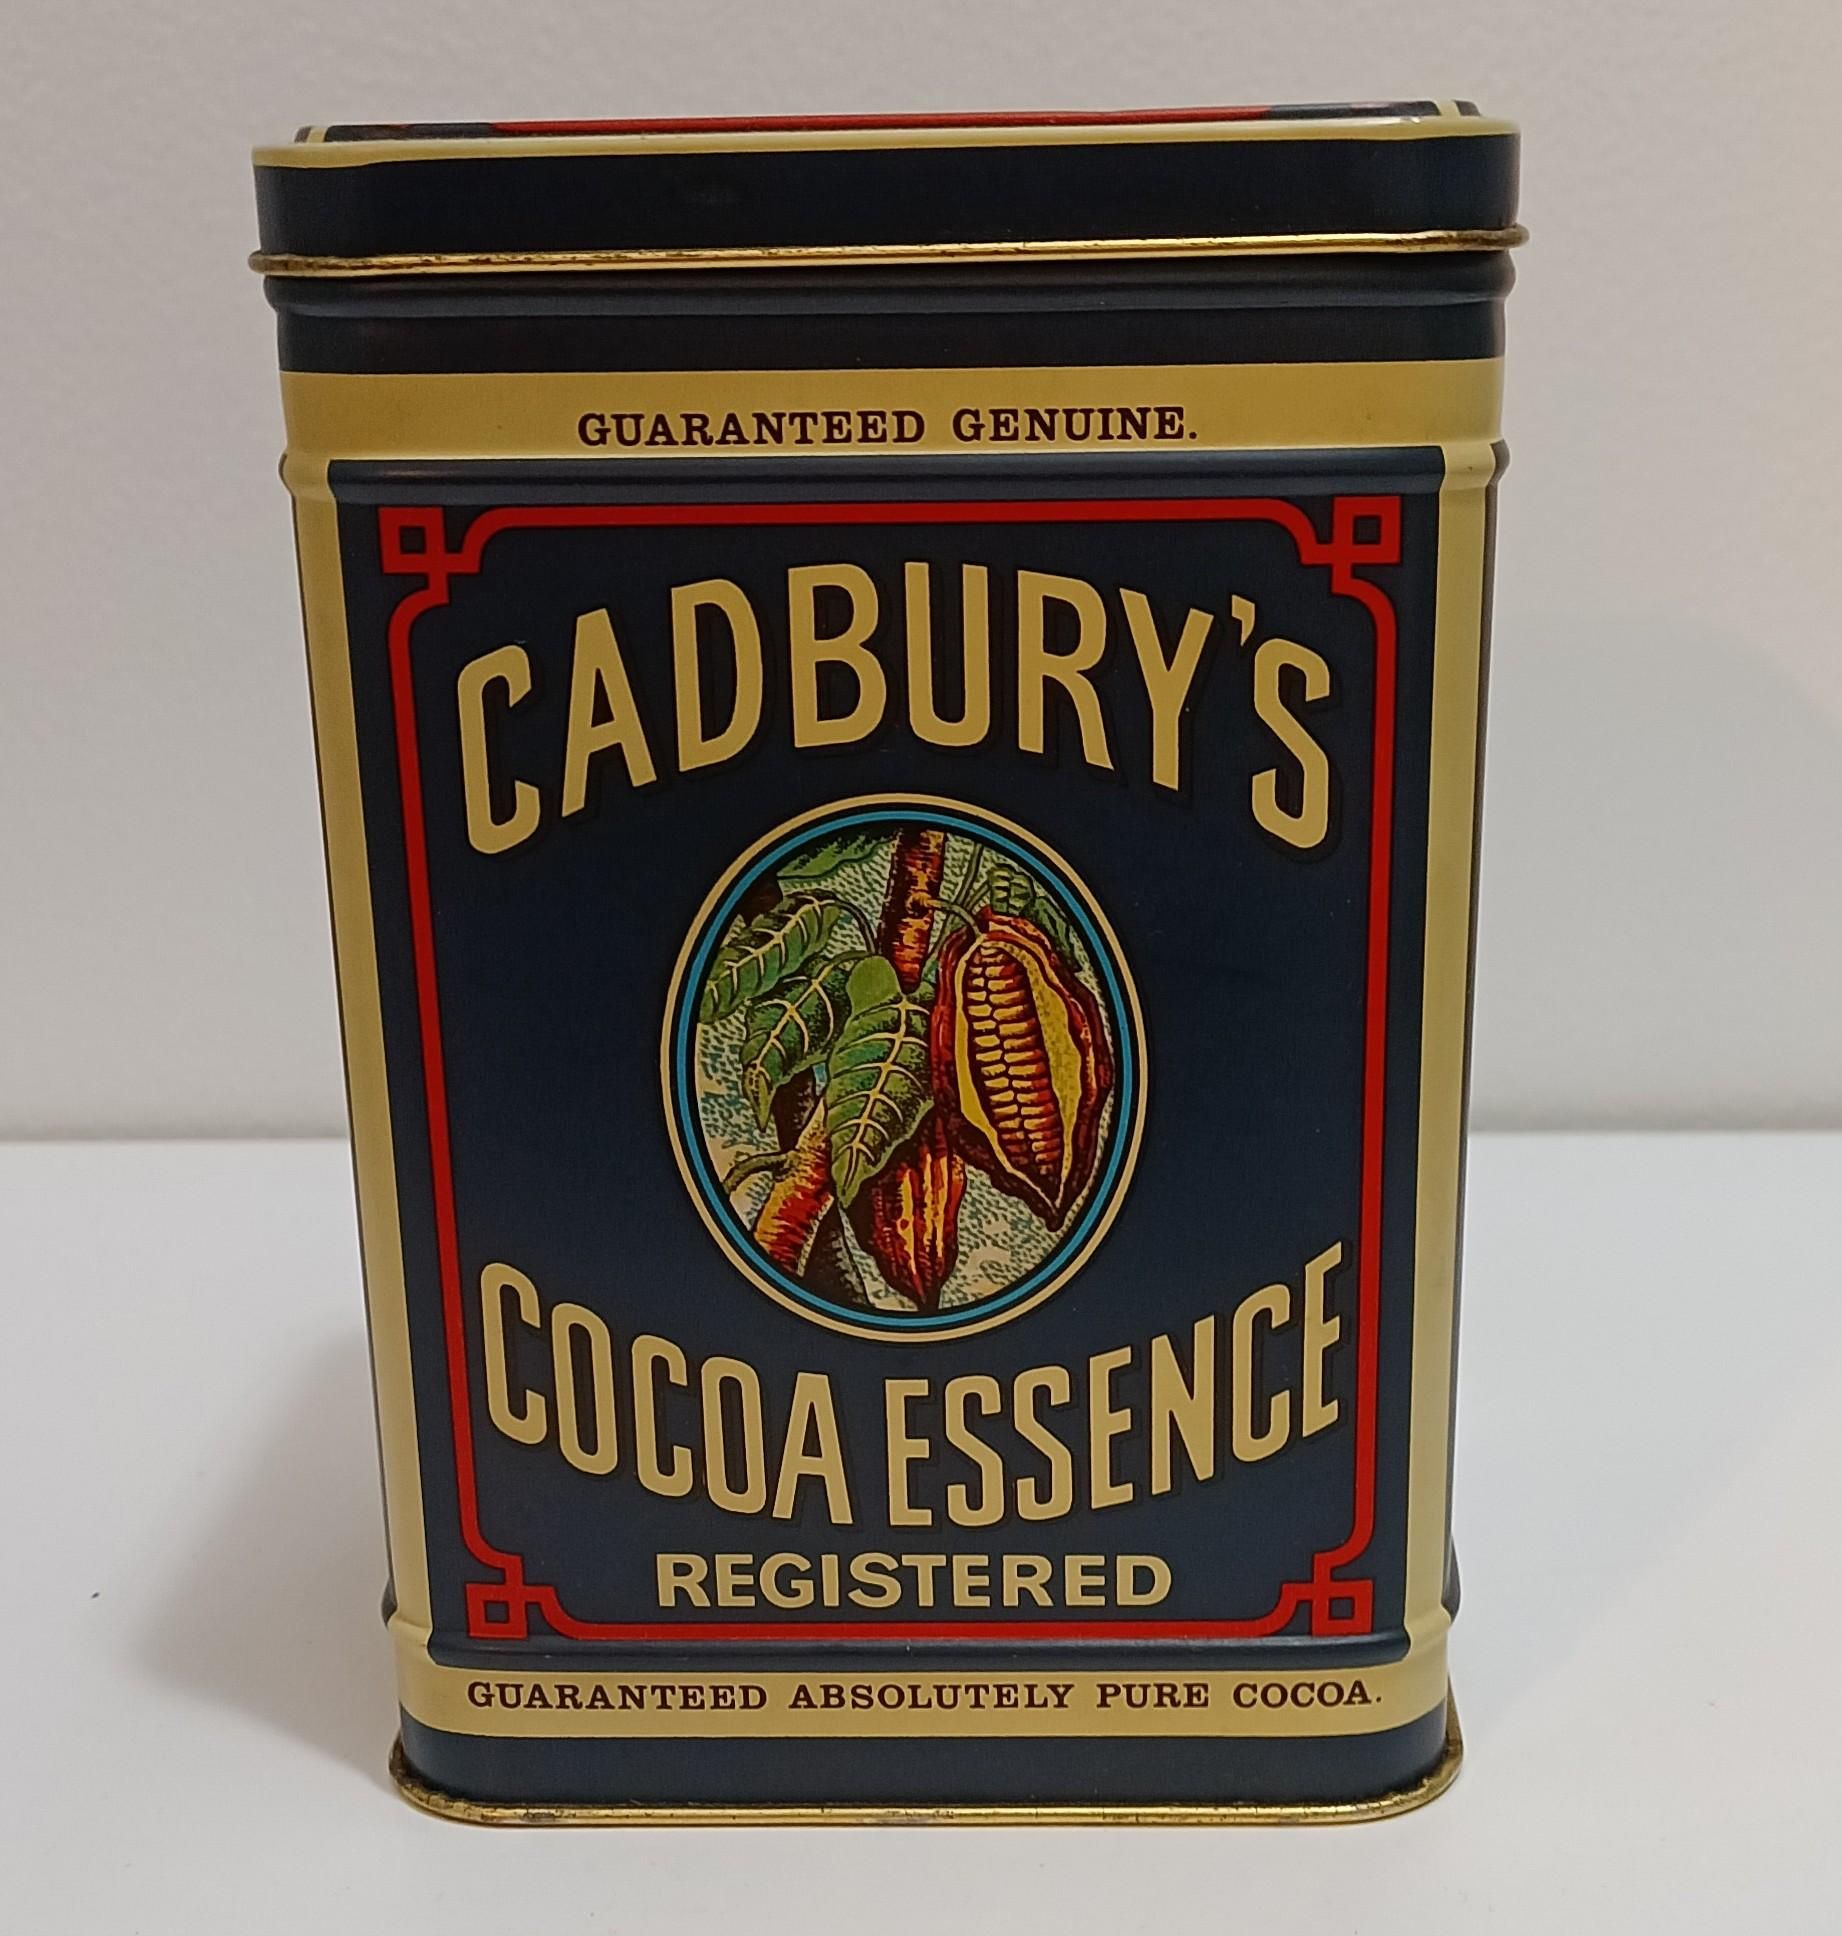 GUARANTEED GENUINE.
CADBURY'S
COCOA ESSENCE
REGISTERED
GUARANTEED ABSOLUTELY PURE COCOA.